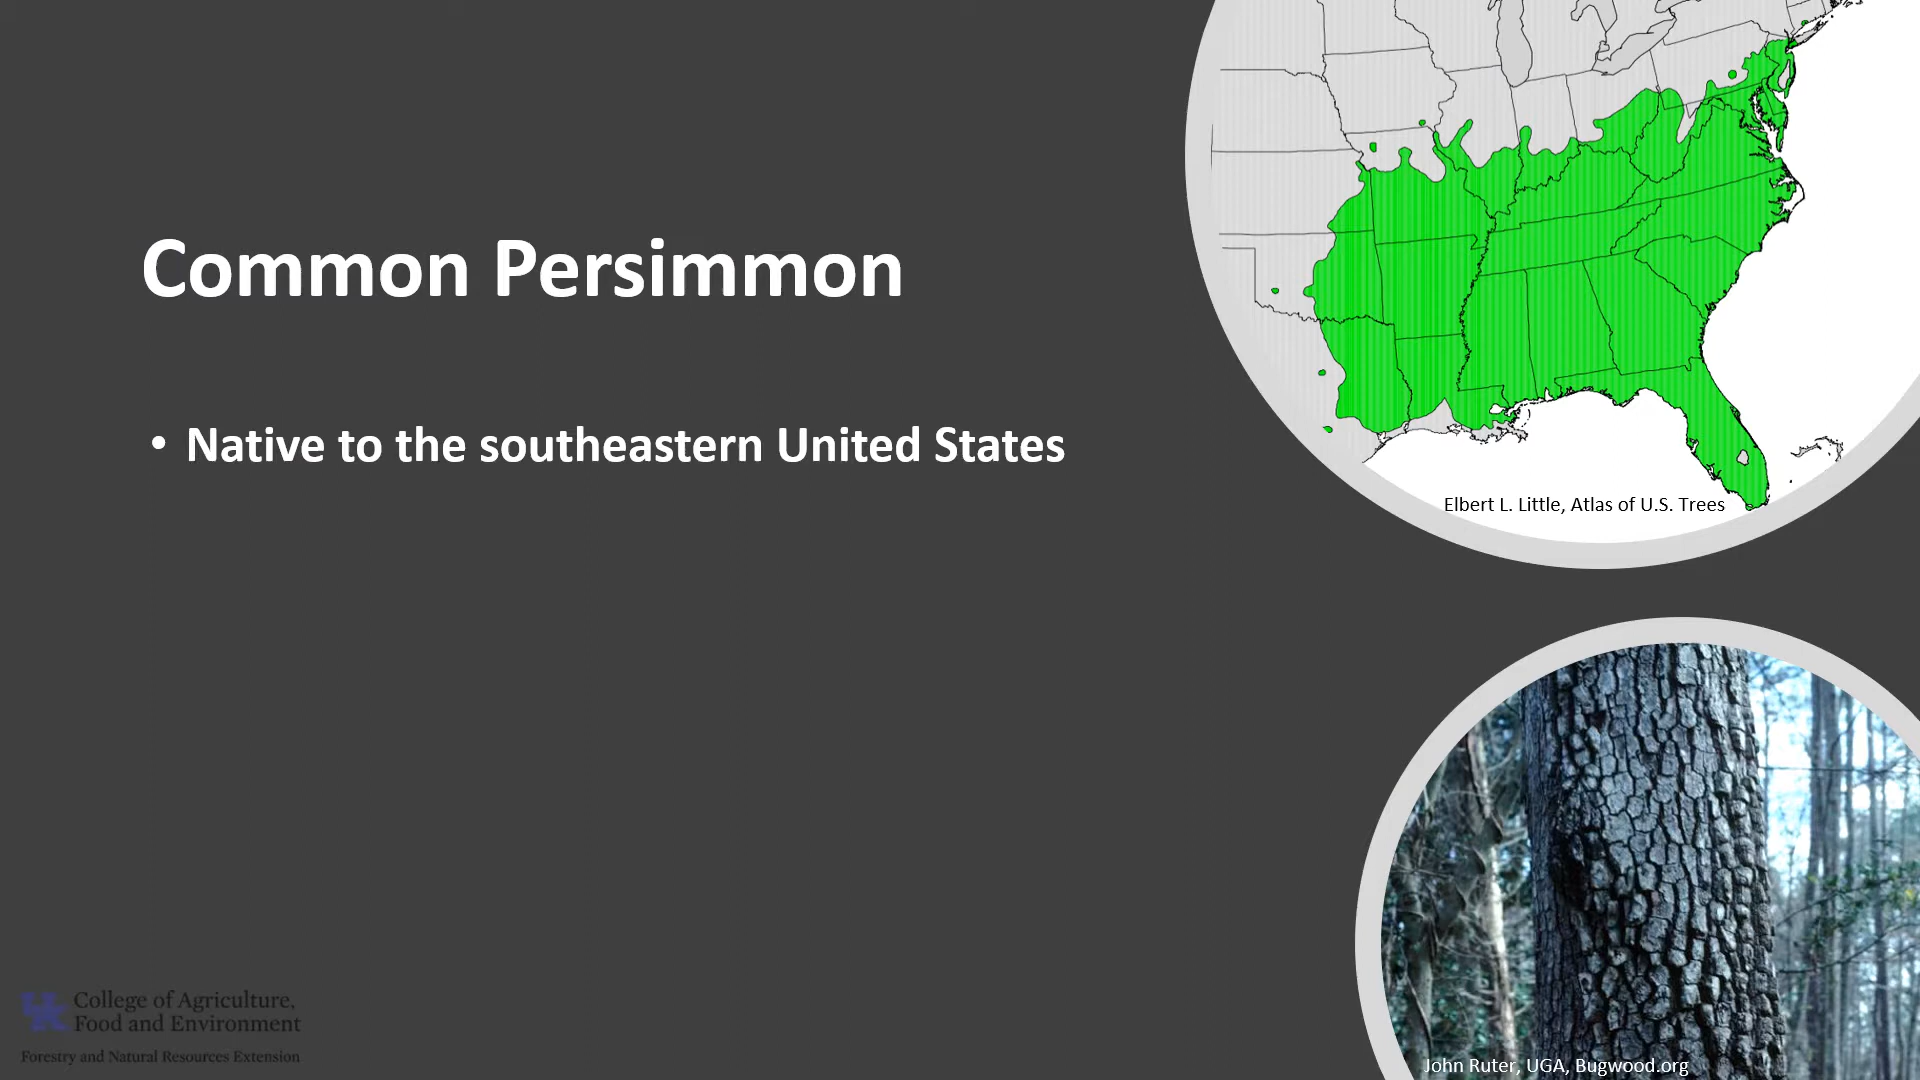 Common Persimmon
• Native to the southeastern United States
Elbert L. Little, Atlas of U.S. Trees
John Ruter, UGA, Bugwood.org
UK College of Agriculture,
Food and Environment
Forestry and Natural Resources Extension